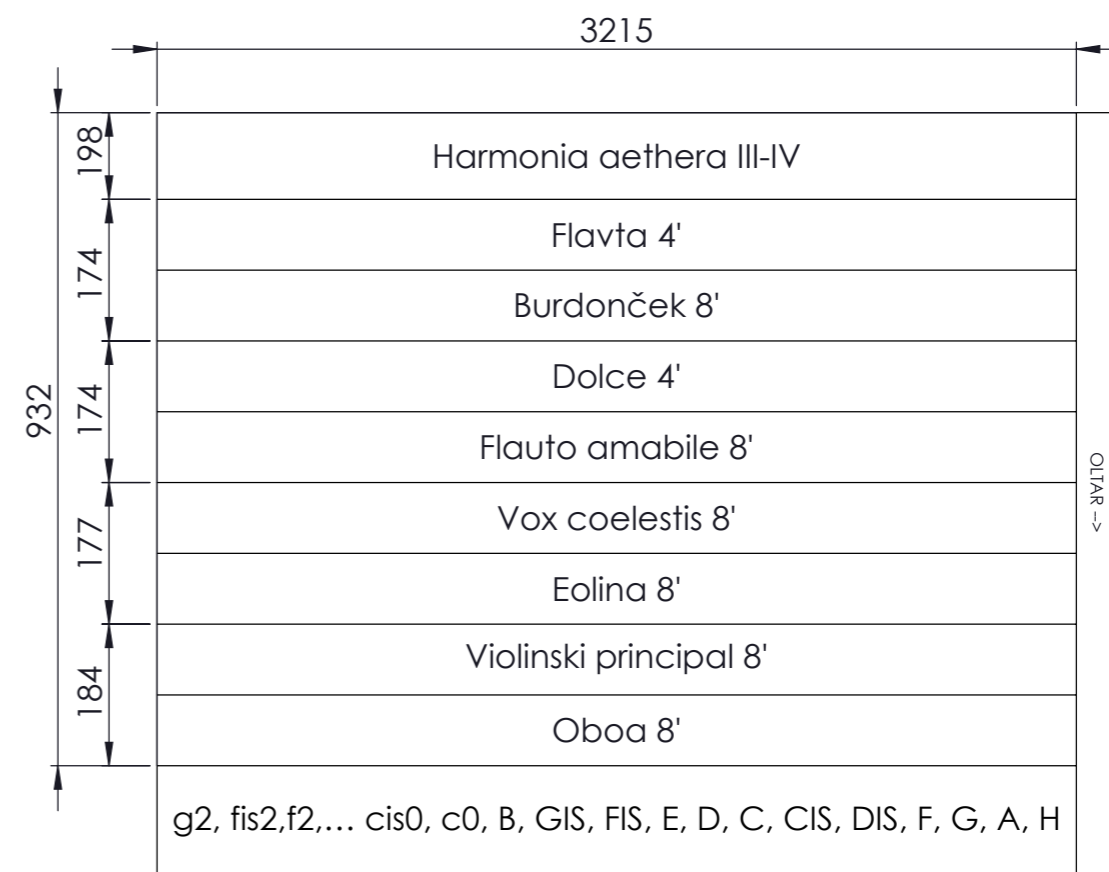 3215
198
Harmonia aethera III-IV
174
Flavta 4'
Burdonček 8'
932
174
Dolce 4'
Flauto amabile 8'
OLTAR -->
177
Vox coelestis 8'
Eolina 8'
184
Violinski principal 8'
Oboa 8'
g2, fis2,f2,... cis0, c0, B, GIS, FIS, E, D, C, CIS, DIS, F, G, A, H